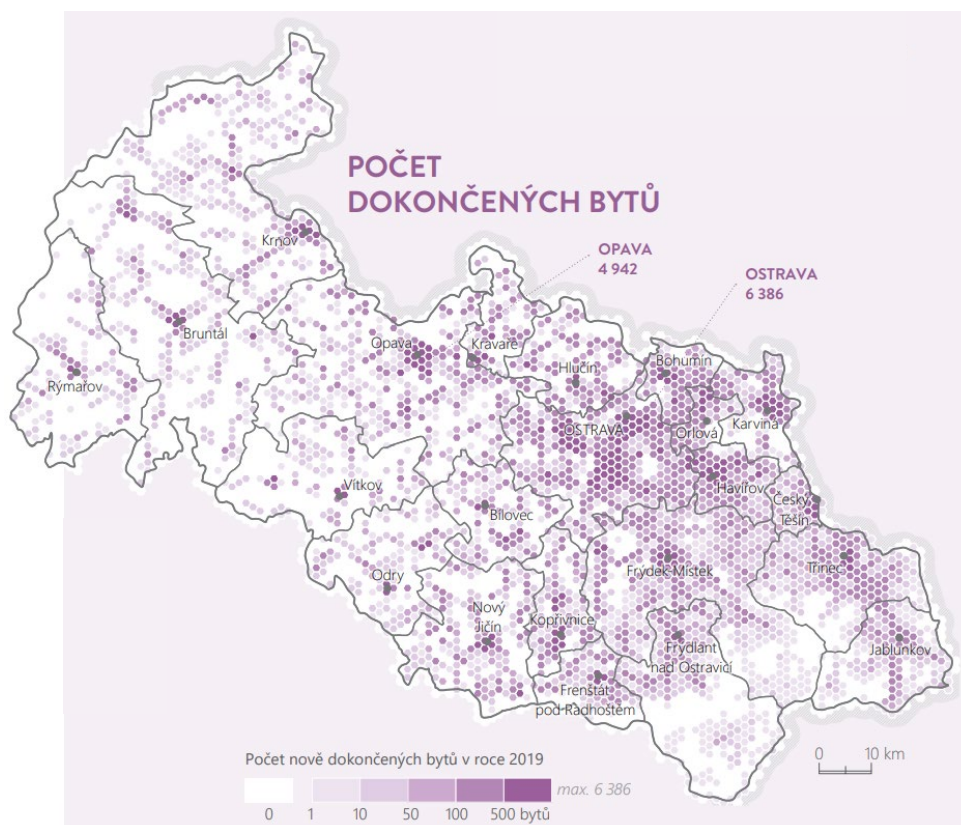 POČET
DOKONČENÝCH BYTŮ
OPAVA
4 942
OSTRAVA
6 386
Krnov
Bruntál
Rýmařov
Opava
Kravaře
Hlučín
Bohumín
OSTRAVA
Orlová
Karviná
Havířov
Český
Těšín
Vítkov
Bílovec
Odry
Nový
Jičín
Kopřivnice
Frýdek-Místek
Třinec
Frýdlant
nad Ostravicí
Jablunkov
Frenštát
pod Radhoštěm
Počet nově dokončených bytů v roce 2019
max. 6 386
0 1 10 50 100 500 bytů
0 10 km